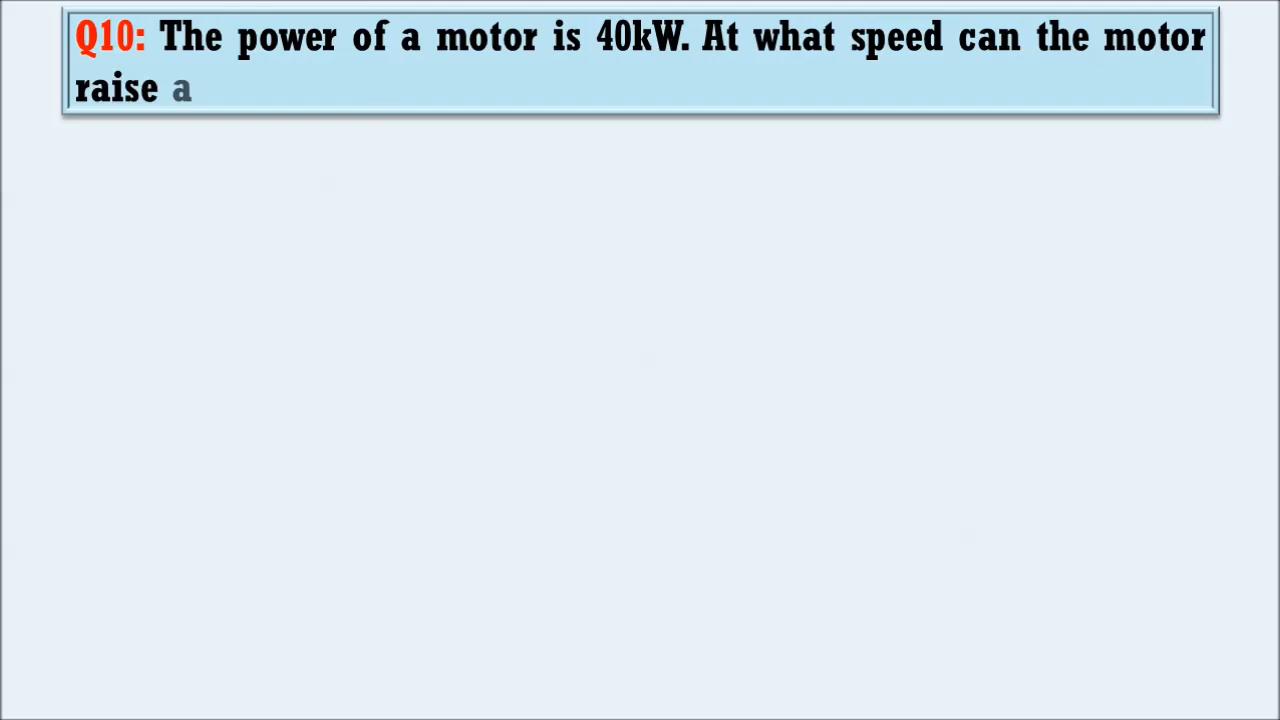 Q10: The power of a motor is 40kW. At what speed can the motor
raise a